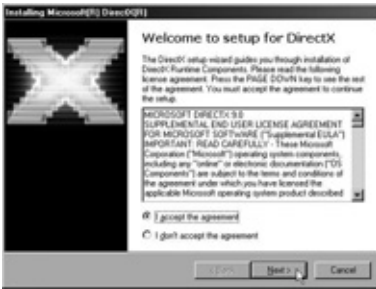 Installing Microsoft(R) DirectX(R)
Welcome to setup for DirectX
The DirectX setup wizard guides you through installation of
DirectX Runtime Components. Please read the following
license agreement. Press the PAGE DOWN key to see the rest
of the agreement. You must accept the agreement to continue
the setup.
MICROSOFT DIRECTX 9.0
SUPPLEMENTAL END USER LICENSE AGREEMENT
FOR MICROSOFT SOFTWARE ("Supplemental EULA")
IMPORTANT: READ CAREFULLY - These Microsoft
Corporation ("Microsoft") operating system components,
including any "online" or electronic documentation ("OS
Components") are subject to the terms and conditions of
the agreement under which you have licensed the
applicable Microsoft operating system product described
I accept the agreement
I don't accept the agreement
< Back Next > Cancel